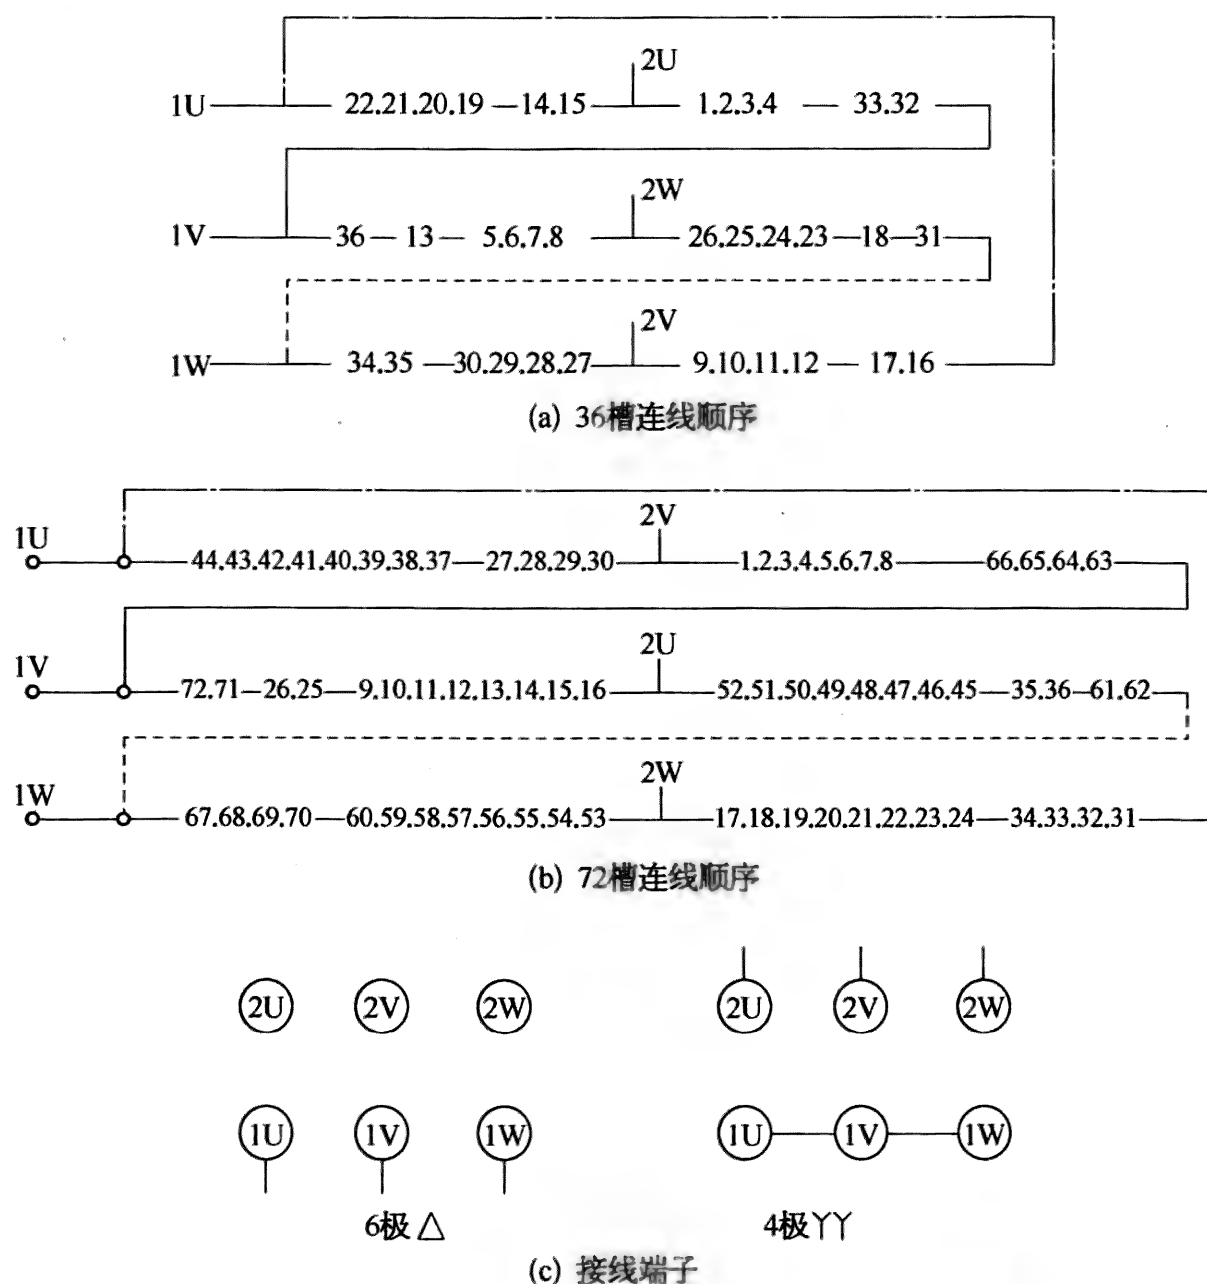 2U
1U 22.21.20.19 — 14.15 1.2.3.4 — 33.32
2W
1V 36 — 13 — 5.6.7.8 26.25.24.23—18—31
2V
1W 34.35 —30.29.28.27 9.10.11.12 — 17.16
(a) 36槽连线顺序
1U 2V
44.43.42.41.40.39.38.37—27.28.29.30 1.2.3.4.5.6.7.8 — 66.65.64.63
1V 2U
72.71—26.25—9.10.11.12.13.14.15.16 52.51.50.49.48.47.46.45—35.36—61.62
1W 2W
67.68.69.70—60.59.58.57.56.55.54.53 17.18.19.20.21.22.23.24—34.33.32.31
(b) 72槽连线顺序
2U 2V 2W 2U 2V 2W
1U 1V 1W 1U 1V 1W
6极△ 4极YY
(c) 接线端子